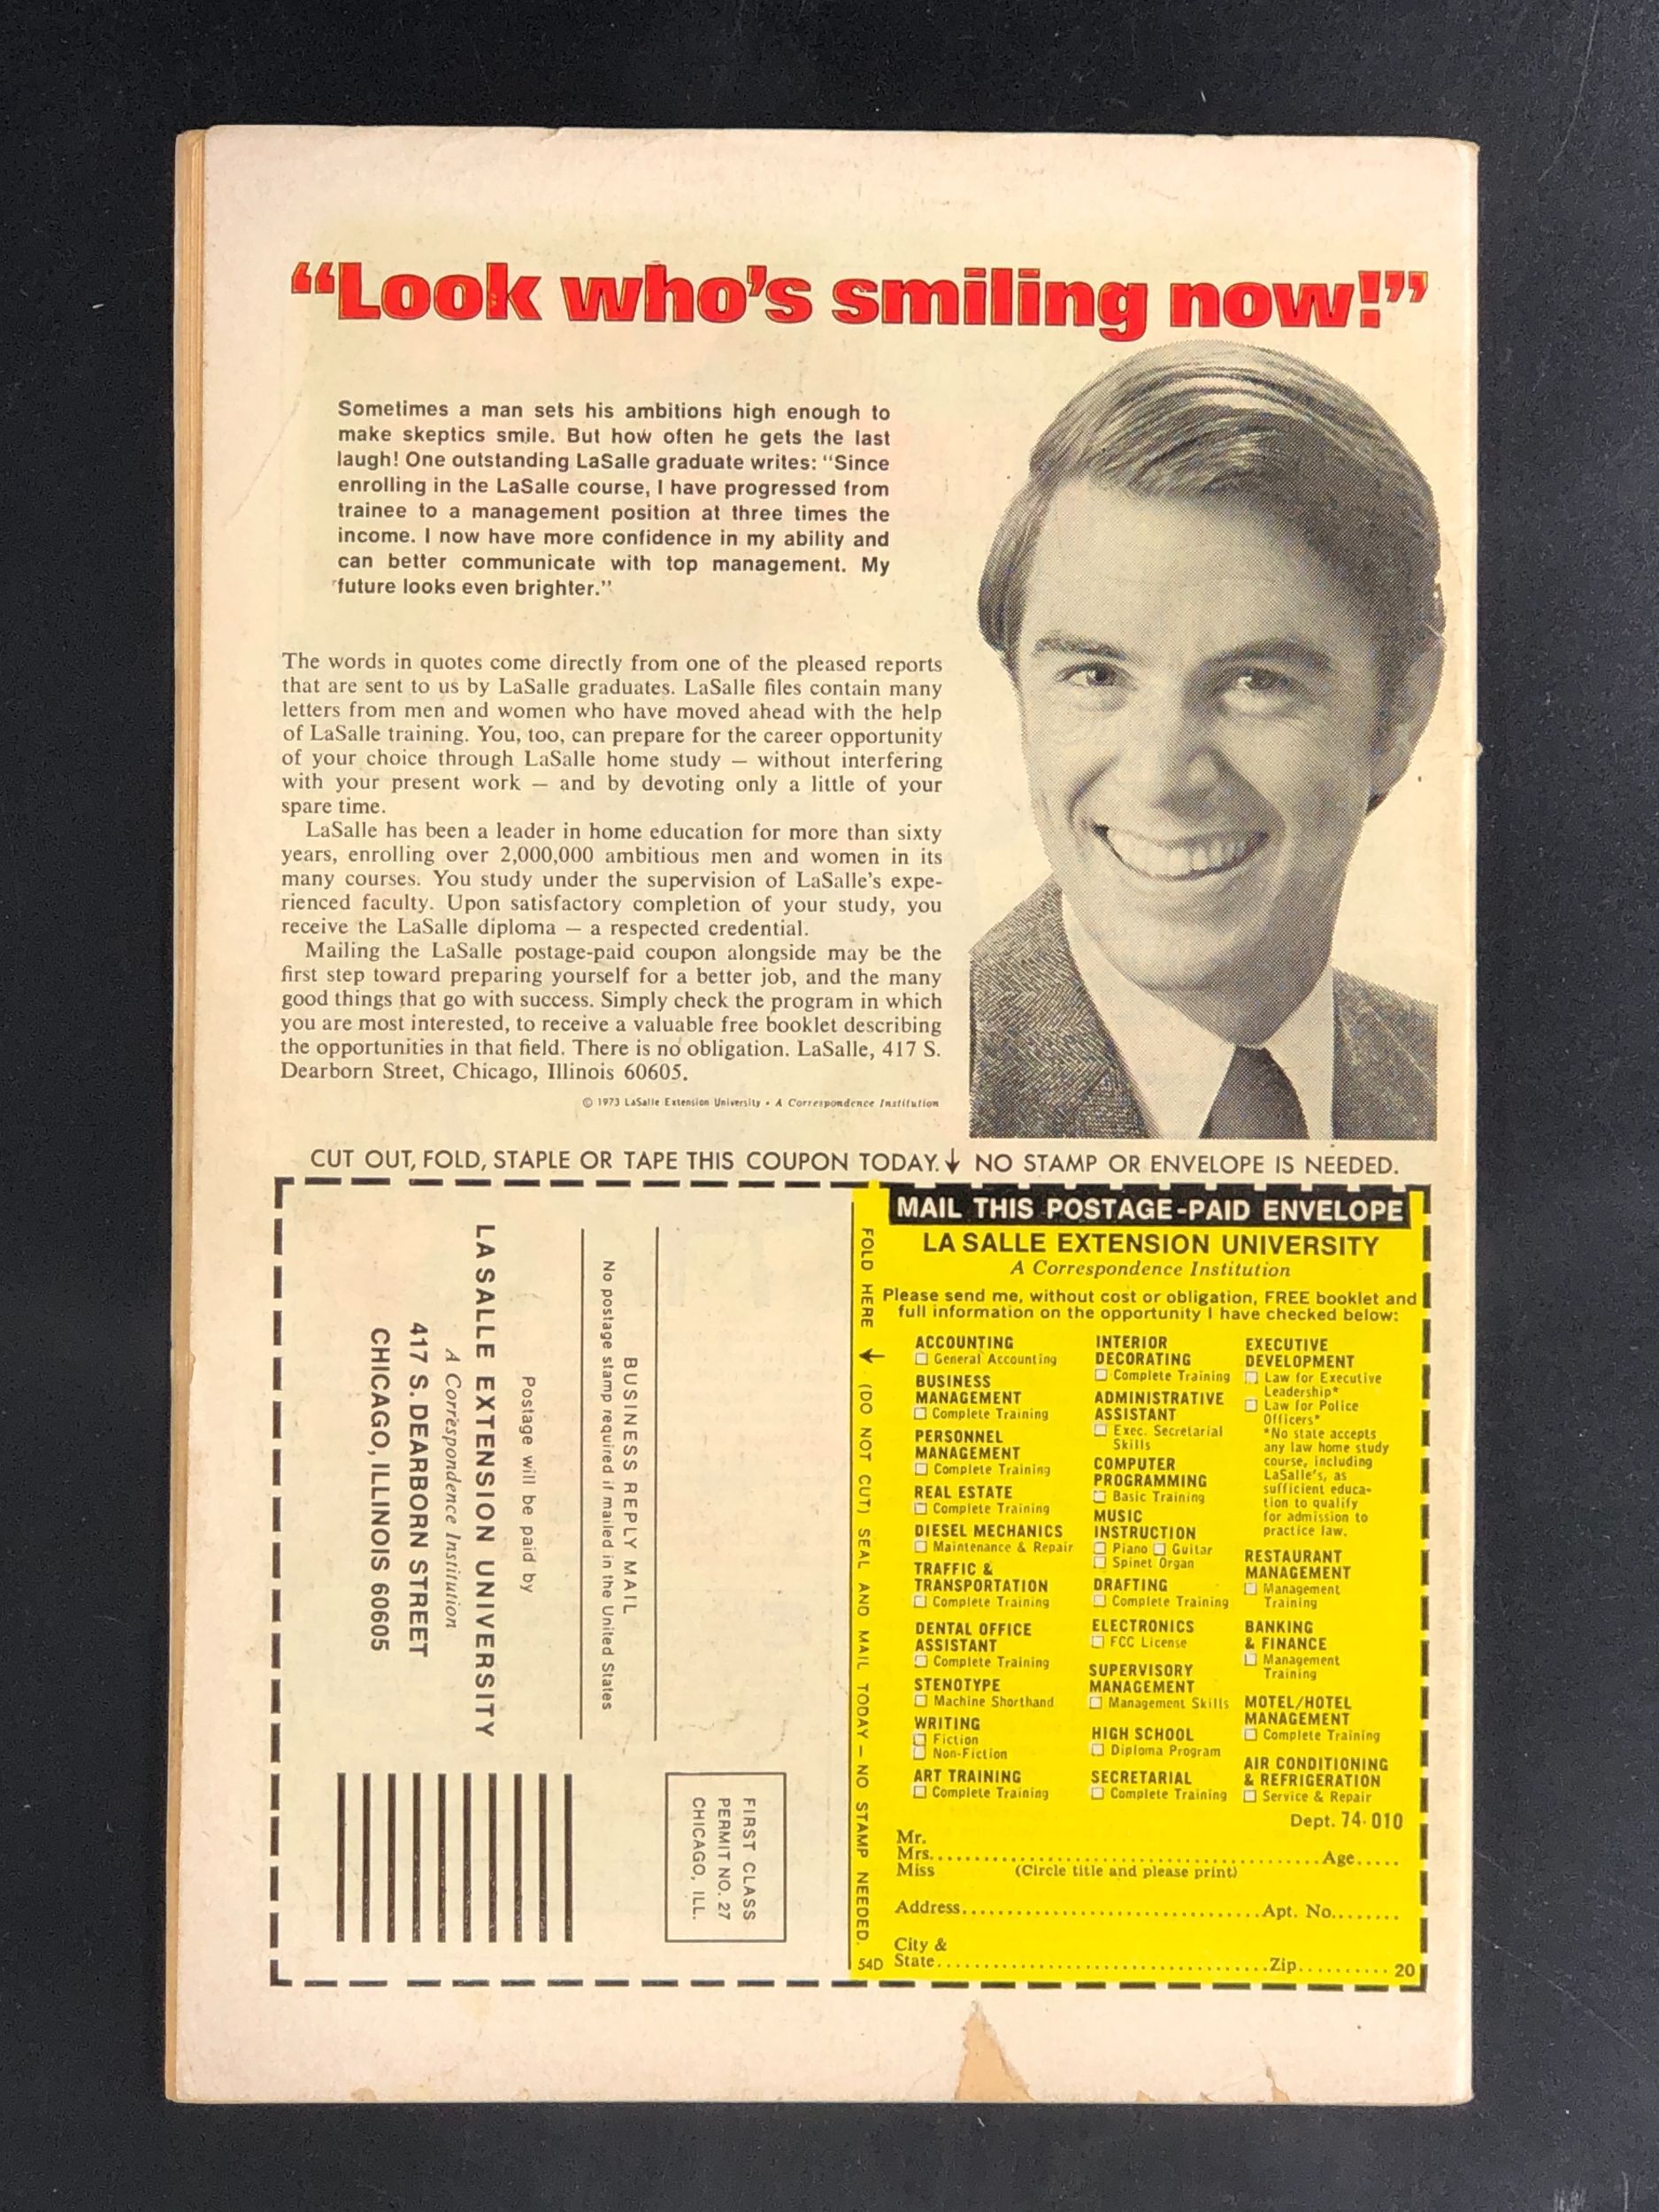 “Look who’s smiling now!”
Sometimes a man sets his ambitions high enough to
make skeptics smile. But how often he gets the last
laugh! One outstanding LaSalle graduate writes: “Since
enrolling in the LaSalle course, I have progressed from
trainee to a management position at three times the
income. I now have more confidence in my ability and
can better communicate with top management. My
future looks even brighter.”
The words in quotes come directly from one of the pleased reports
that are sent to us by LaSalle graduates. LaSalle files contain many
letters from men and women who have moved ahead with the help
of LaSalle training. You, too, can prepare for the career opportunity
of your choice through LaSalle home study — without interfering
with your present work — and by devoting only a little of your
spare time.
LaSalle has been a leader in home education for more than sixty
years, enrolling over 2,000,000 ambitious men and women in its
many courses. You study under the supervision of LaSalle's expe-
rienced faculty. Upon satisfactory completion of your study, you
receive the LaSalle diploma — a respected credential.
Mailing the LaSalle postage-paid coupon alongside may be the
first step toward preparing yourself for a better job, and the many
good things that go with success. Simply check the program in which
you are most interested, to receive a valuable free booklet describing
the opportunities in that field. There is no obligation. LaSalle, 417 S.
Dearborn Street, Chicago, Illinois 60605.
© 1973 LaSalle Extension University • A Correspondence Institution
CUT OUT, FOLD, STAPLE OR TAPE THIS COUPON TODAY. ↓ NO STAMP OR ENVELOPE IS NEEDED.
FIRST CLASS
PERMIT NO. 27
CHICAGO, ILL.
BUSINESS REPLY MAIL
No postage stamp required if mailed in the United States
Postage will be paid by
LA SALLE EXTENSION UNIVERSITY
A Correspondence Institution
417 S. DEARBORN STREET
CHICAGO, ILLINOIS 60605
FOLD HERE → (DO NOT CUT) SEAL AND MAIL TODAY — NO STAMP NEEDED.
54D
MAIL THIS POSTAGE-PAID ENVELOPE
LA SALLE EXTENSION UNIVERSITY
A Correspondence Institution
Please send me, without cost or obligation, FREE booklet and
full information on the opportunity I have checked below:
ACCOUNTING
☐ General Accounting
BUSINESS
MANAGEMENT
☐ Complete Training
PERSONNEL
MANAGEMENT
☐ Complete Training
REAL ESTATE
☐ Complete Training
DIESEL MECHANICS
☐ Maintenance & Repair
TRAFFIC &
TRANSPORTATION
☐ Complete Training
DENTAL OFFICE
ASSISTANT
☐ Complete Training
STENOTYPE
☐ Machine Shorthand
WRITING
☐ Fiction
☐ Non-Fiction
ART TRAINING
☐ Complete Training
INTERIOR
DECORATING
☐ Complete Training
ADMINISTRATIVE
ASSISTANT
☐ Exec. Secretarial
Skills
COMPUTER
PROGRAMMING
☐ Basic Training
MUSIC
INSTRUCTION
☐ Piano ☐ Guitar
☐ Spinet Organ
DRAFTING
☐ Complete Training
ELECTRONICS
☐ FCC License
SUPERVISORY
MANAGEMENT
☐ Management Skills
HIGH SCHOOL
☐ Diploma Program
SECRETARIAL
☐ Complete Training
EXECUTIVE
DEVELOPMENT
☐ Law for Executive
Leadership*
☐ Law for Police
Officers*
*No state accepts
any law home study
course, including
LaSalle's, as
sufficient educa-
tion to qualify
for admission to
practice law.
RESTAURANT
MANAGEMENT
☐ Management
Training
BANKING
& FINANCE
☐ Management
Training
MOTEL/HOTEL
MANAGEMENT
☐ Complete Training
AIR CONDITIONING
& REFRIGERATION
☐ Service & Repair
Dept. 74-010
Mr.
Mrs. Age
Miss (Circle title and please print)
Address Apt. No.
City &
State Zip 20